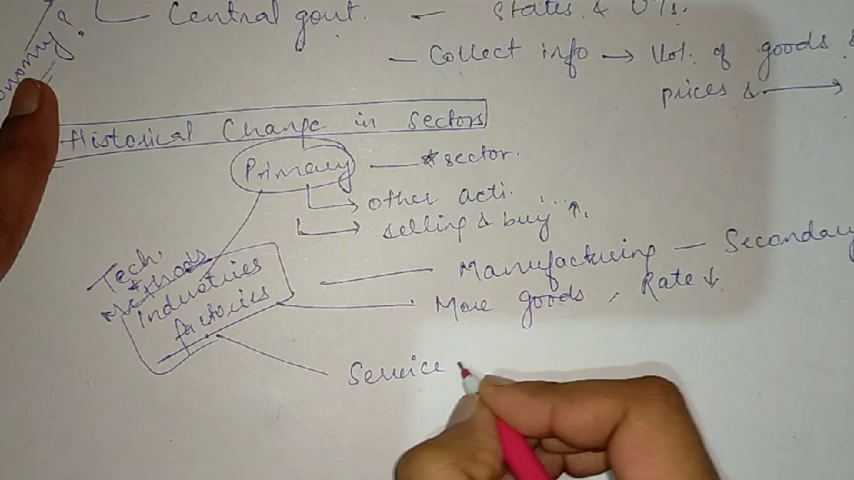 Central govt. — States & UTs.
— Collect info → Vol. of goods &
prices &
Historical Change in Sectors
Primary — * sector.
other acti.
selling & buy ↑.
Tech.
Methods
Industries
factories
Manufacturing — Secondary
More goods, Rate ↓
Service